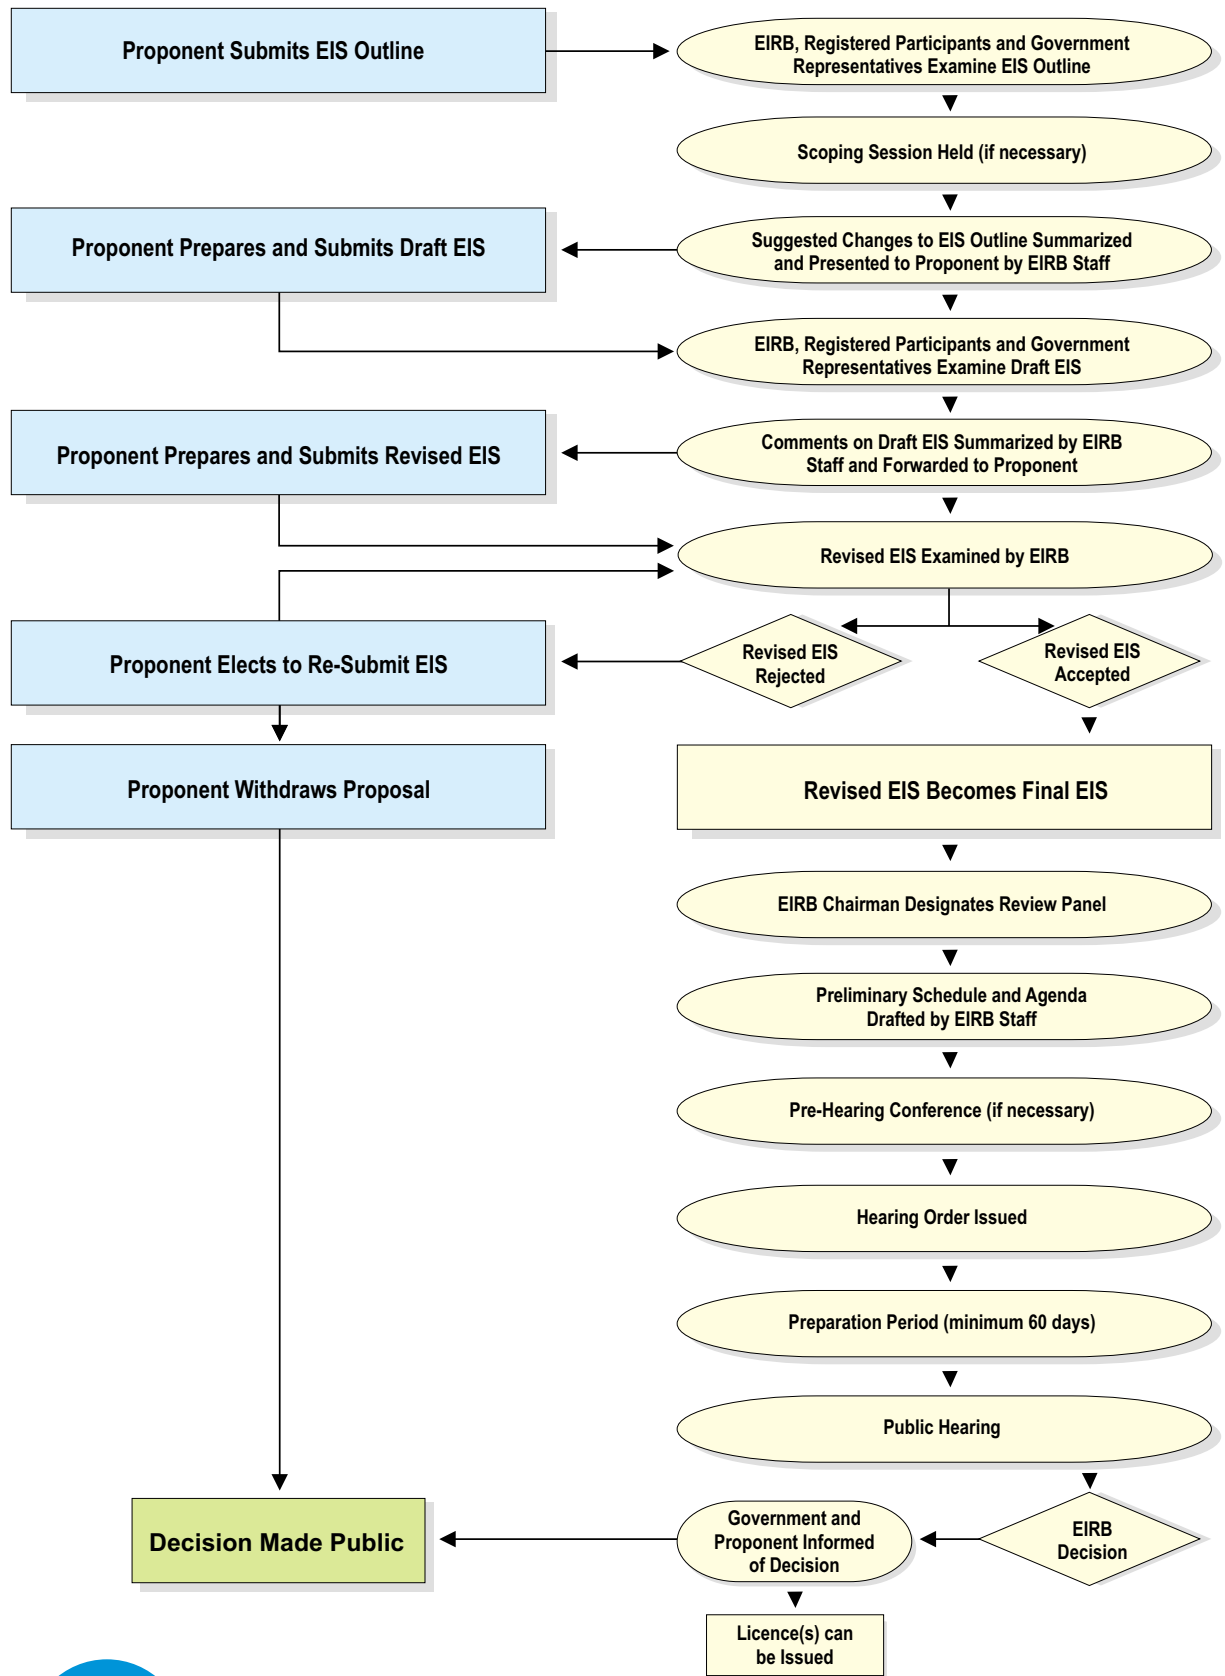 Proponent Submits EIS Outline
EIRB, Registered Participants and Government
Representatives Examine EIS Outline
Scoping Session Held (if necessary)
Proponent Prepares and Submits Draft EIS
Suggested Changes to EIS Outline Summarized
and Presented to Proponent by EIRB Staff
EIRB, Registered Participants and Government
Representatives Examine Draft EIS
Proponent Prepares and Submits Revised EIS
Comments on Draft EIS Summarized by EIRB
Staff and Forwarded to Proponent
Revised EIS Examined by EIRB
Proponent Elects to Re-Submit EIS
Revised EIS
Rejected
Revised EIS
Accepted
Proponent Withdraws Proposal
Revised EIS Becomes Final EIS
EIRB Chairman Designates Review Panel
Preliminary Schedule and Agenda
Drafted by EIRB Staff
Pre-Hearing Conference (if necessary)
Hearing Order Issued
Preparation Period (minimum 60 days)
Public Hearing
Decision Made Public
Government and
Proponent Informed
of Decision
EIRB
Decision
Licence(s) can
be Issued